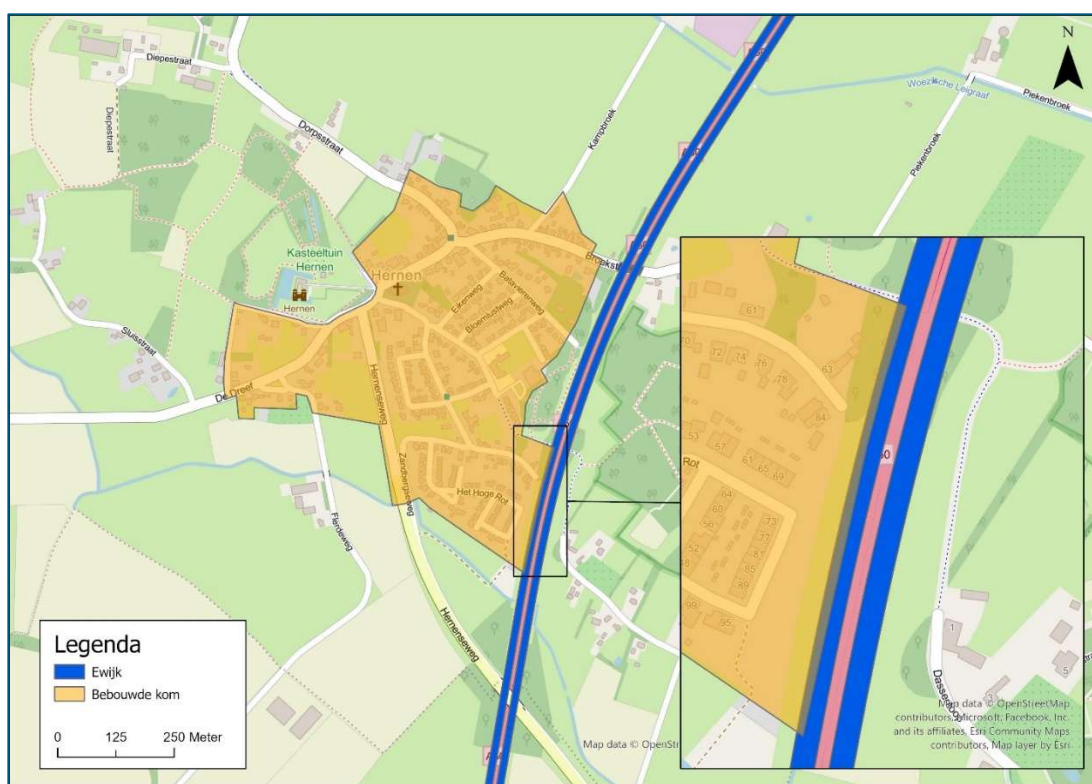 N
Diepestraat
Diepestraat
Dorpsstraat
Kampbroek
Woezikse Leigraaf
Piekenbroek
Piekenbroek
Kasteeltuin
Hernen
Hernen
Hernen
Sluisstraat
De Dreef
Eikenweg
Bloemlustweg
Batavierenweg
Hernenseweg
Zandbergseweg
Het Hoge Rot
Flerdeweg
Hernenseweg
Rot
61
70
72
74
76
78
63
84
53
57
61
65
69
64
60
56
52
73
77
81
85
89
99
95
1
3
5
Legenda
Ewijk
Bebouwde kom
0 125 250 Meter
Map data © OpenStr
Map data © OpenStreetMap
contributors, Microsoft, Facebook, Inc.
and its affiliates, Esri Community Maps
contributors, Map layer by Esri